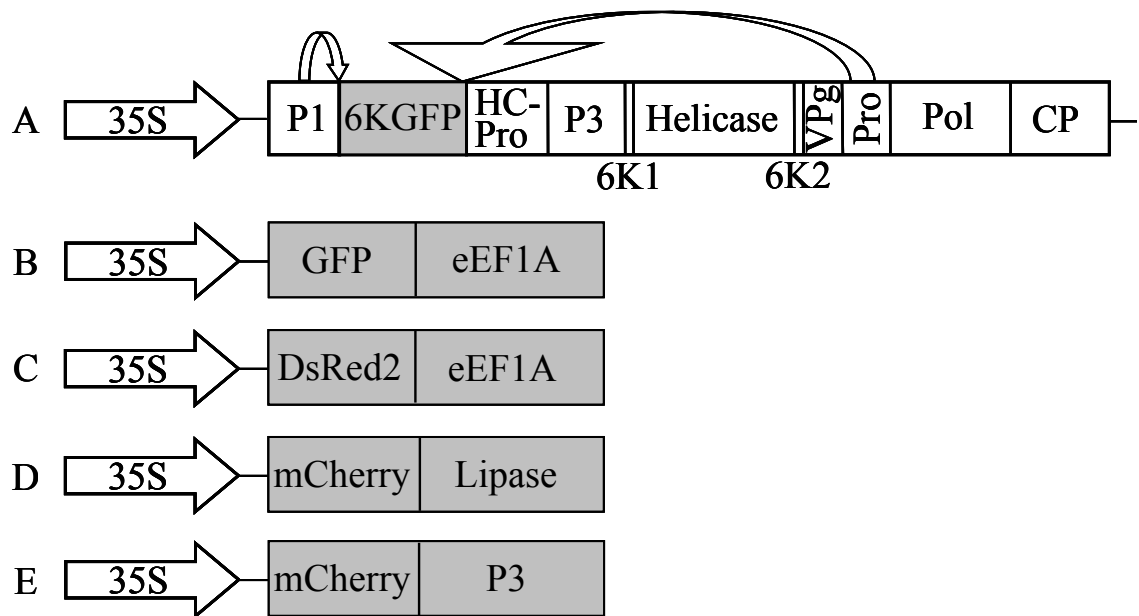 A 35S P1 6KGFP HC-Pro P3 Helicase VPg Pro Pol CP
6K1 6K2
B 35S GFP eEF1A
C 35S DsRed2 eEF1A
D 35S mCherry Lipase
E 35S mCherry P3